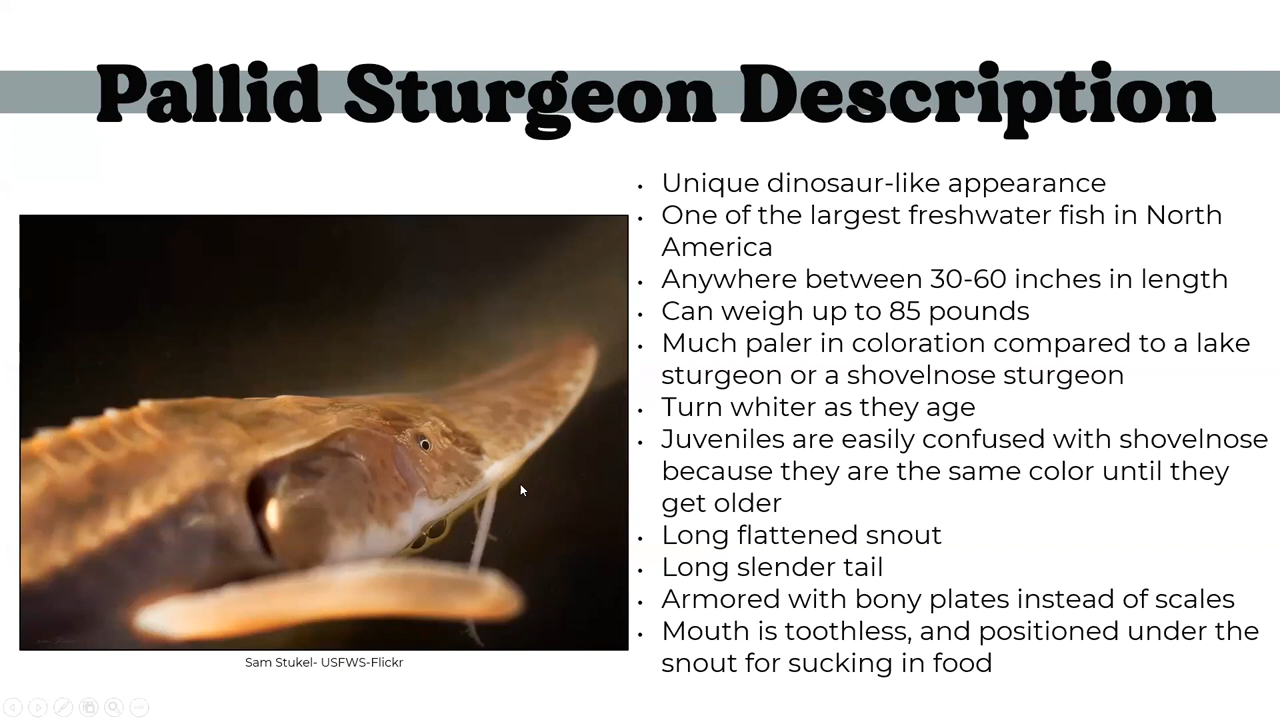 Pallid Sturgeon Description
• Unique dinosaur-like appearance
• One of the largest freshwater fish in North
America
• Anywhere between 30-60 inches in length
• Can weigh up to 85 pounds
• Much paler in coloration compared to a lake
sturgeon or a shovelnose sturgeon
• Turn whiter as they age
• Juveniles are easily confused with shovelnose
because they are the same color until they
get older
• Long flattened snout
• Long slender tail
• Armored with bony plates instead of scales
• Mouth is toothless, and positioned under the
snout for sucking in food
Sam Stukel- USFWS-Flickr